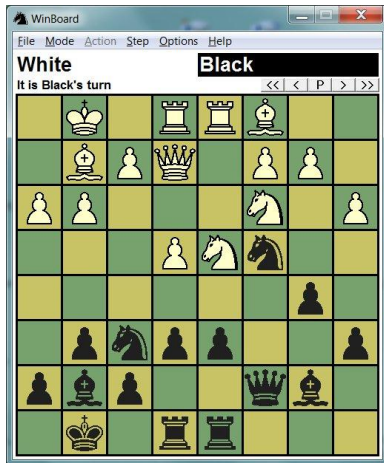 WinBoard
File Mode Action Step Options Help
White Black
It is Black's turn << < P > >>